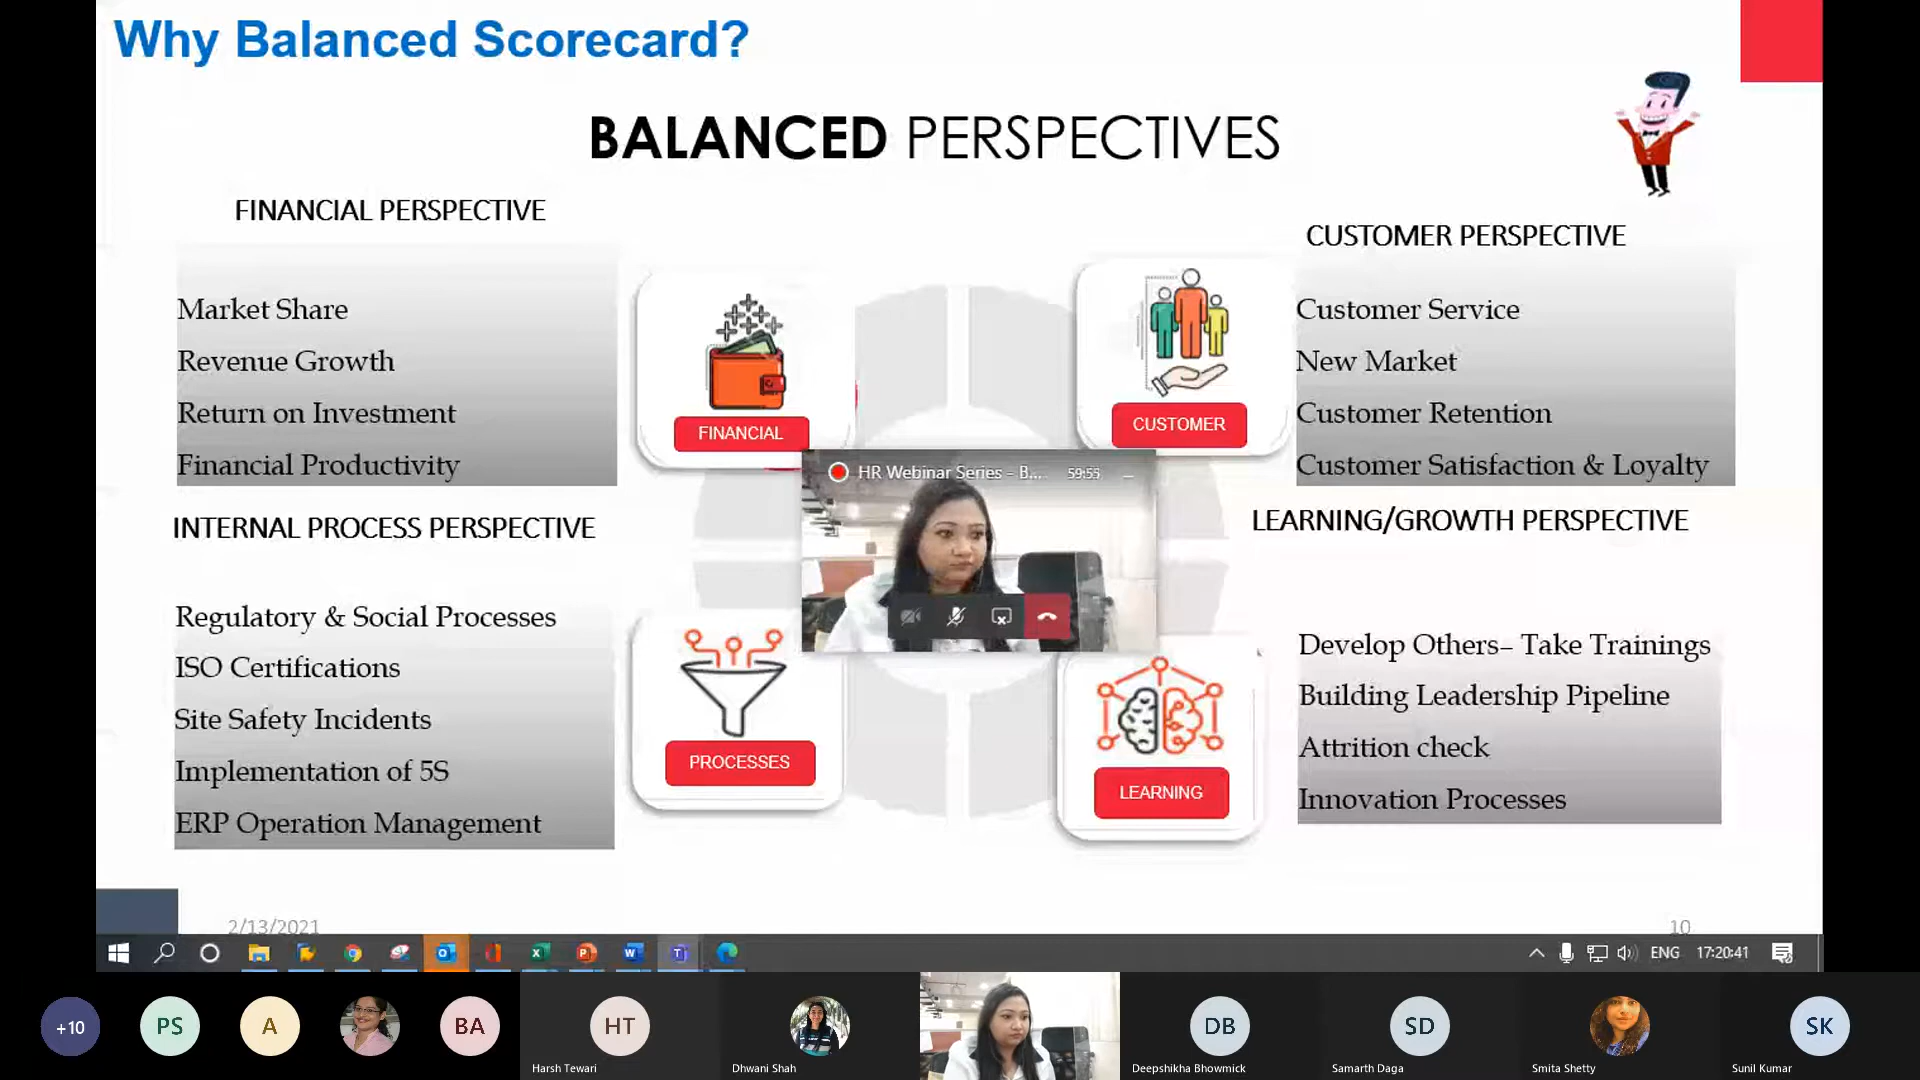 Why Balanced Scorecard?
BALANCED PERSPECTIVES
FINANCIAL PERSPECTIVE
Market Share
Revenue Growth
Return on Investment
Financial Productivity
FINANCIAL
CUSTOMER PERSPECTIVE
Customer Service
New Market
Customer Retention
Customer Satisfaction & Loyalty
CUSTOMER
HR Webinar Series - B... 59:53
INTERNAL PROCESS PERSPECTIVE
Regulatory & Social Processes
ISO Certifications
Site Safety Incidents
Implementation of 5S
ERP Operation Management
PROCESSES
LEARNING/GROWTH PERSPECTIVE
Develop Others– Take Trainings
Building Leadership Pipeline
Attrition check
Innovation Processes
LEARNING
2/13/2021
10
ENG 17:20:41
+10
PS
A
BA
HT
Harsh Tewari
Dhwani Shah
DB
Deepshikha Bhowmick
SD
Samarth Daga
Smita Shetty
SK
Sunil Kumar